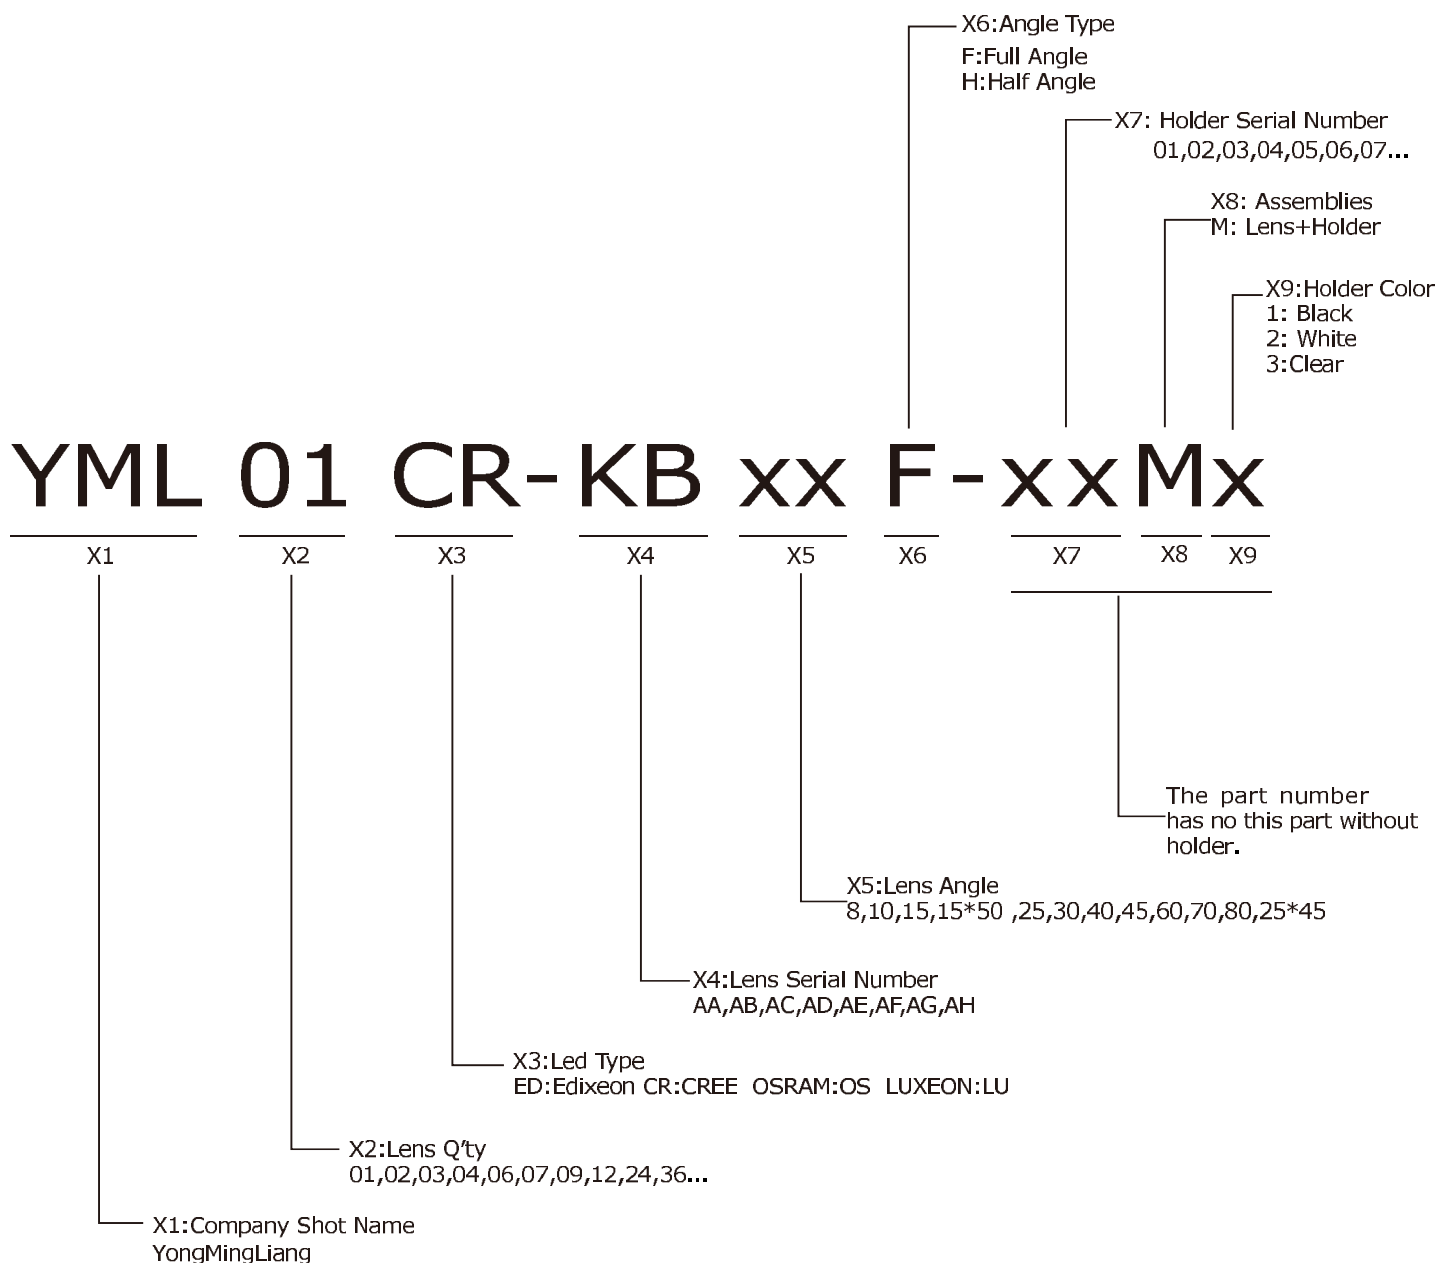 X6:Angle Type
F:Full Angle
H:Half Angle
X7: Holder Serial Number
01,02,03,04,05,06,07...
X8: Assemblies
M: Lens+Holder
X9:Holder Color
1: Black
2: White
3:Clear
YML 01 CR-KB xx F-xxMx
X1 X2 X3 X4 X5 X6 X7 X8 X9
The part number
has no this part without
holder.
X5:Lens Angle
8,10,15,15*50 ,25,30,40,45,60,70,80,25*45
X4:Lens Serial Number
AA,AB,AC,AD,AE,AF,AG,AH
X3:Led Type
ED:Edixeon CR:CREE OSRAM:OS LUXEON:LU
X2:Lens Q'ty
01,02,03,04,06,07,09,12,24,36...
X1:Company Shot Name
YongMingLiang